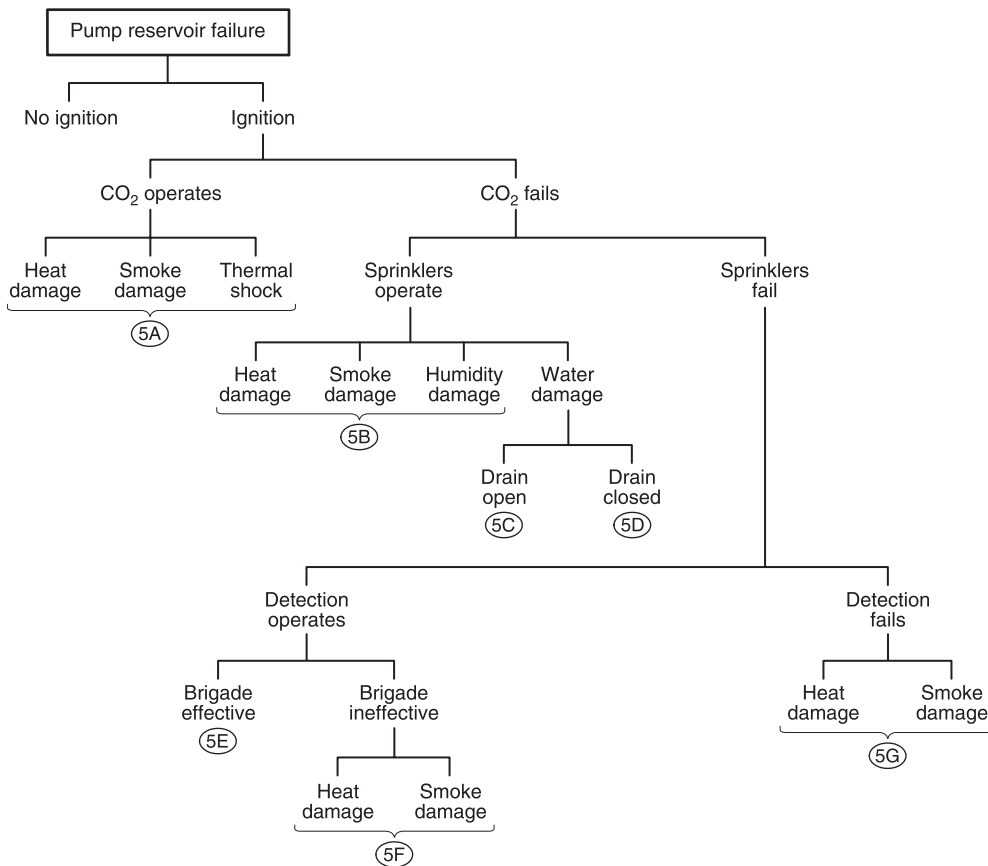 Pump reservoir failure
No ignition
Ignition
CO₂ operates
CO₂ fails
Heat
damage
Smoke
damage
Thermal
shock
5A
Sprinklers
operate
Sprinklers
fail
Heat
damage
Smoke
damage
Humidity
damage
Water
damage
5B
Drain
open
5C
Drain
closed
5D
Detection
operates
Detection
fails
Brigade
effective
5E
Brigade
ineffective
Heat
damage
Smoke
damage
5G
Heat
damage
Smoke
damage
5F